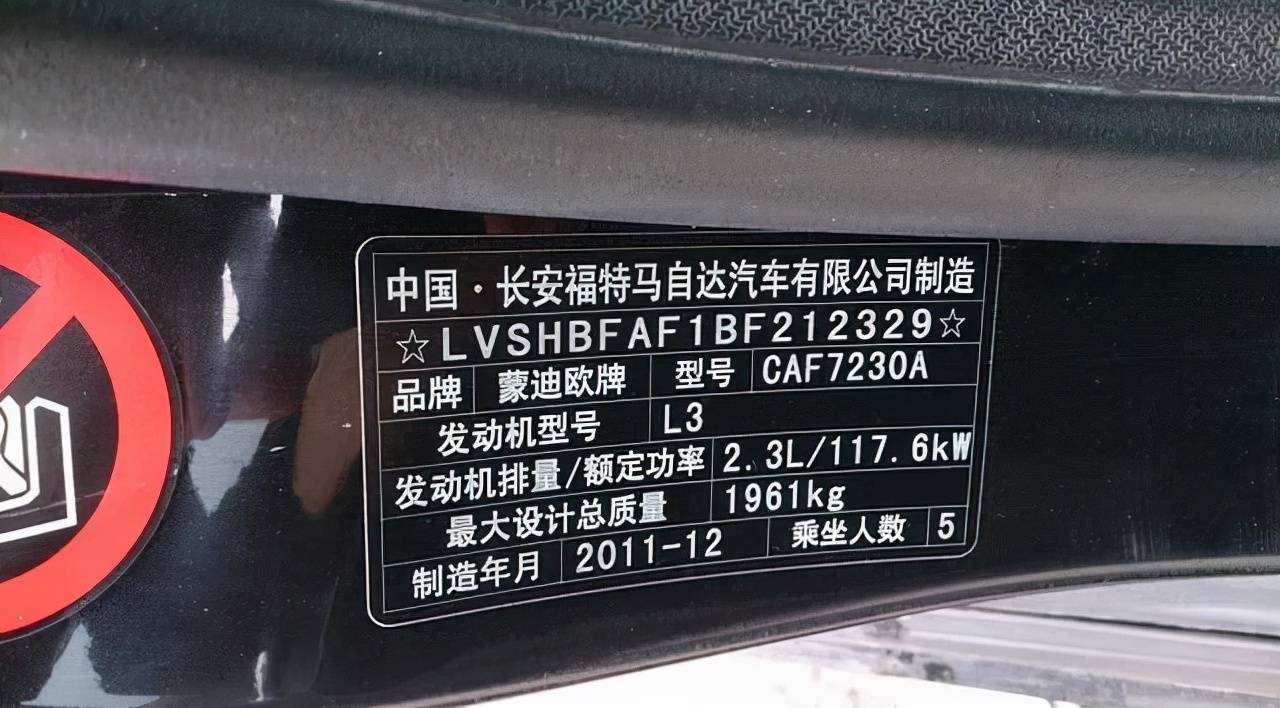 中国·长安福特马自达汽车有限公司制造
☆LVSHBFAF1BF212329☆
品牌 蒙迪欧牌 型号 CAF7230A
发动机型号 L3
发动机排量/额定功率 2.3L/117.6kW
最大设计总质量 1961kg
制造年月 2011-12 乘坐人数 5